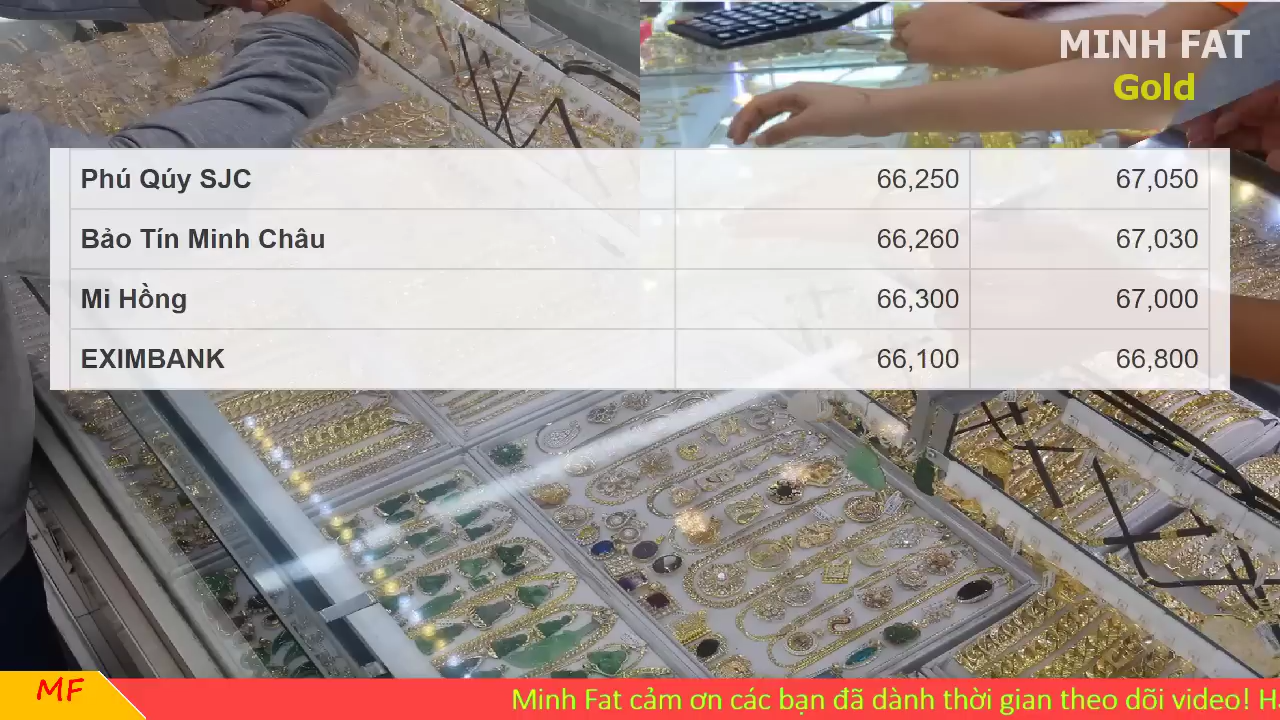 MINH FAT
Gold
Phú Qúy SJC 66,250 67,050
Bảo Tín Minh Châu 66,260 67,030
Mi Hồng 66,300 67,000
EXIMBANK 66,100 66,800
MF
Minh Fat cảm ơn các bạn đã dành thời gian theo dõi video! H